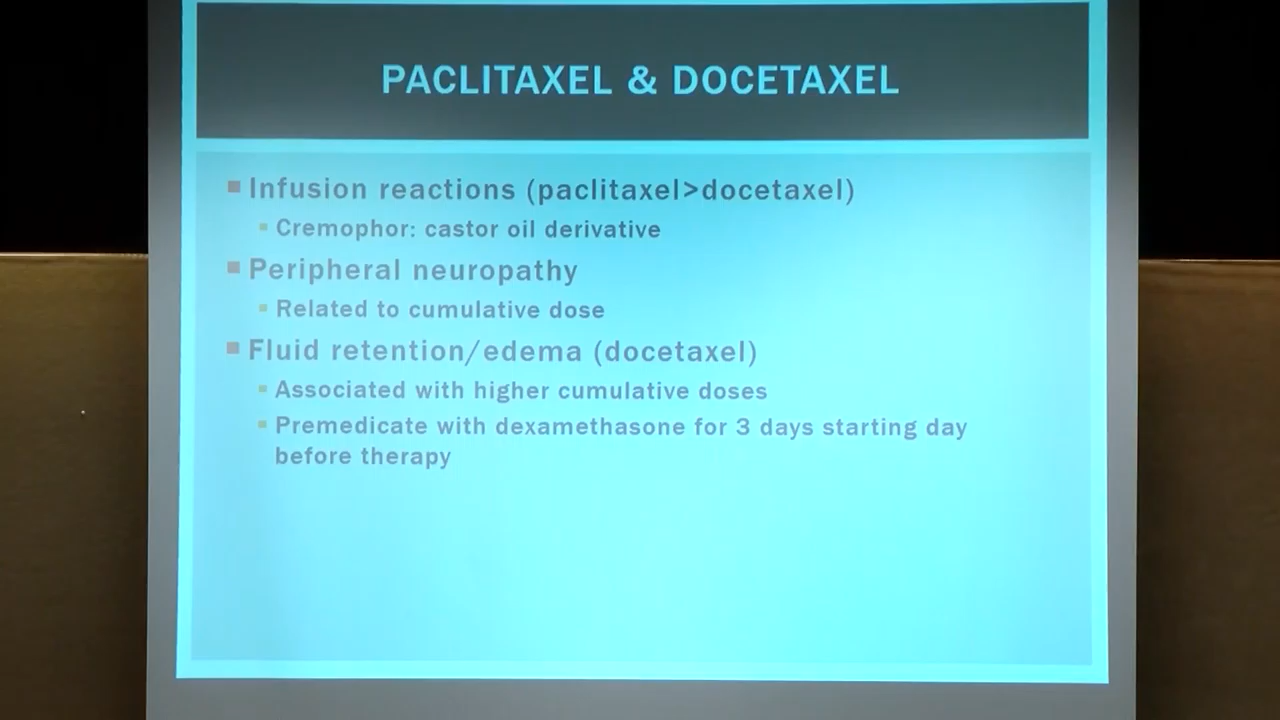 PACLITAXEL & DOCETAXEL
Infusion reactions (paclitaxel>docetaxel)
Cremophor: castor oil derivative
Peripheral neuropathy
Related to cumulative dose
Fluid retention/edema (docetaxel)
Associated with higher cumulative doses
Premedicate with dexamethasone for 3 days starting day
before therapy